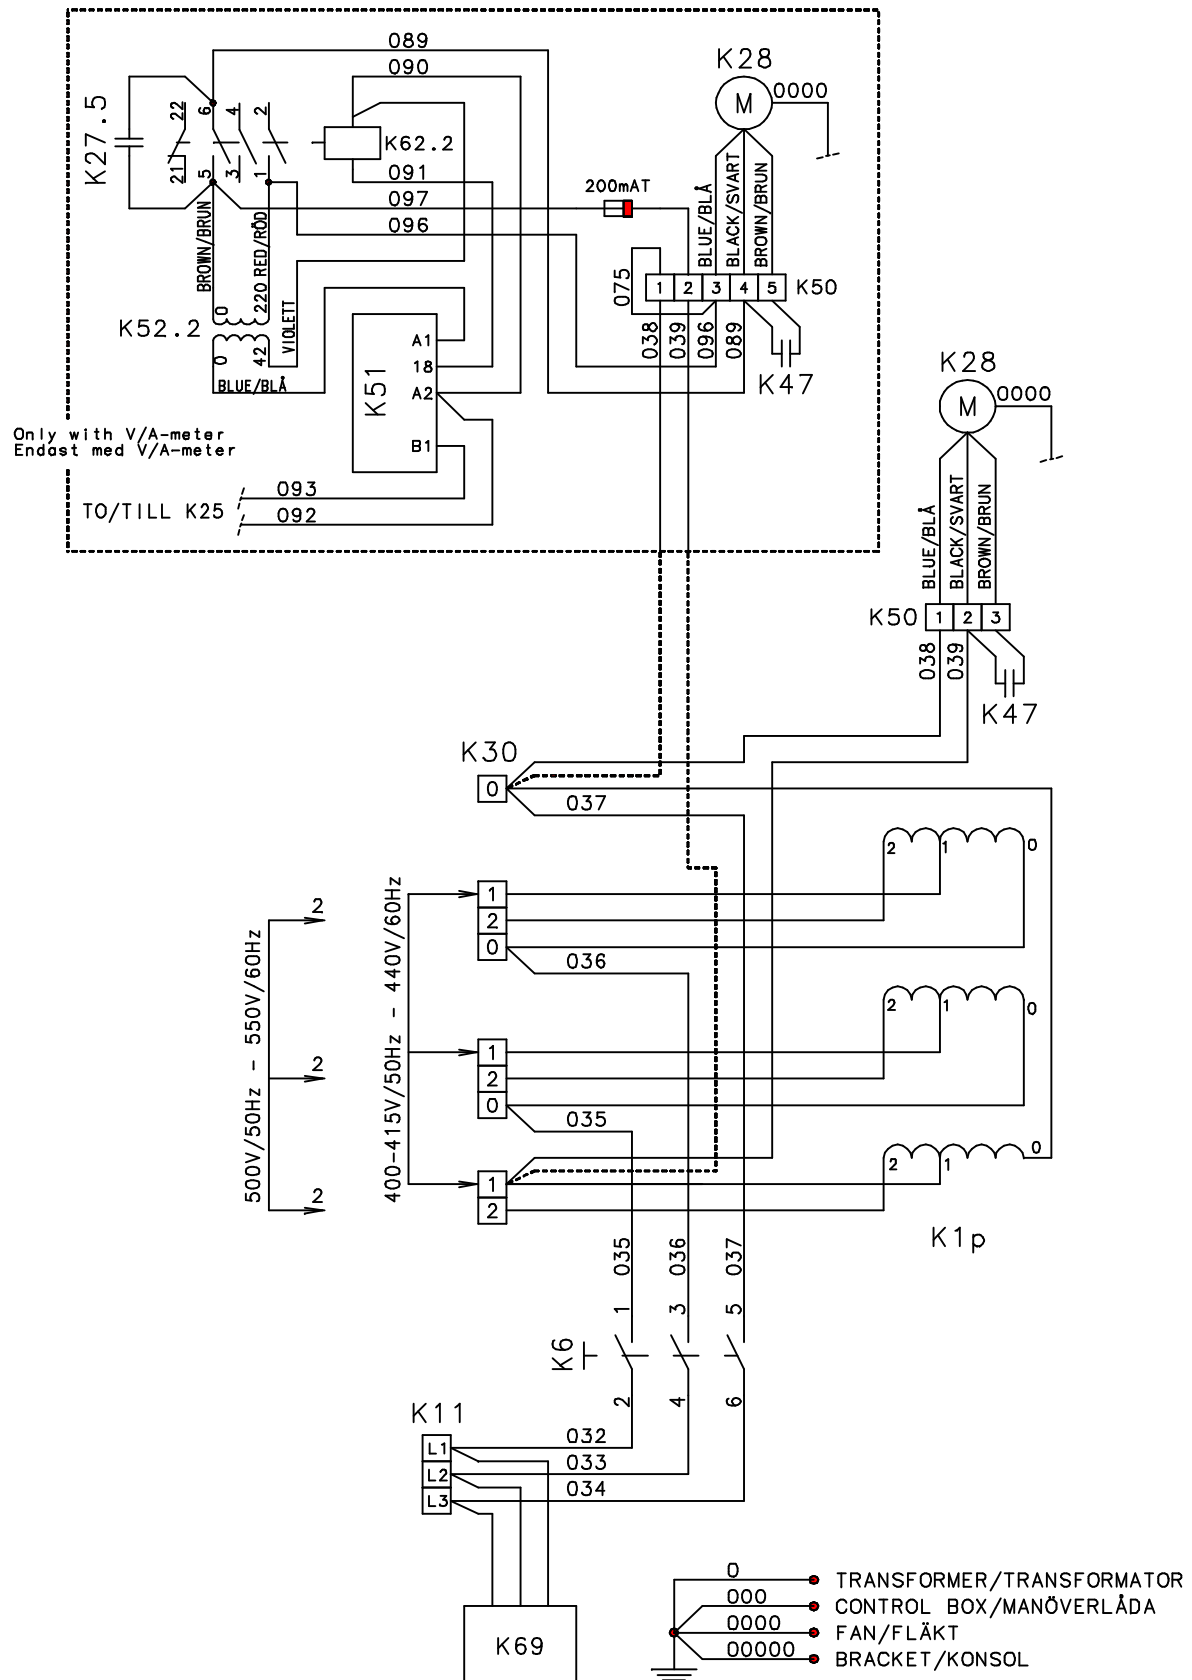 089
090
K28
0000
M
K27.5
22
6
4
2
K62.2
21
5
3
1
091
097
096
200mAT
BLUE/BLÅ
BLACK/SVART
BROWN/BRUN
BROWN/BRUN
220 RED/RÖD
0
075
1 2 3 4 5 K50
K52.2
VIOLETT
038
039
096
089
A1
0
42
18
K47
BLUE/BLÅ
K51
A2
K28
0000
M
Only with V/A-meter
Endast med V/A-meter
B1
093
TO/TILL K25
092
BLUE/BLÅ
BLACK/SVART
BROWN/BRUN
K50 1 2 3
038
039
K47
K30
0
037
2 1 0
500V/50Hz - 550V/60Hz
400-415V/50Hz - 440V/60Hz
1
2
2
0
036
2 1 0
1
2
2
0
035
2 1 0
1
2
2
K1p
035
036
037
1
3
5
K6
2
4
6
K11
L1
032
L2
033
L3
034
K69
0 TRANSFORMER/TRANSFORMATOR
000 CONTROL BOX/MANÖVERLÅDA
0000 FAN/FLÄKT
00000 BRACKET/KONSOL